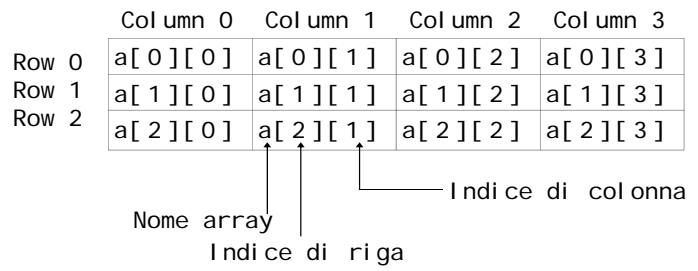 Column 0 Column 1 Column 2 Column 3
Row 0 a[0][0] a[0][1] a[0][2] a[0][3]
Row 1 a[1][0] a[1][1] a[1][2] a[1][3]
Row 2 a[2][0] a[2][1] a[2][2] a[2][3]
Indice di colonna
Nome array
Indice di riga